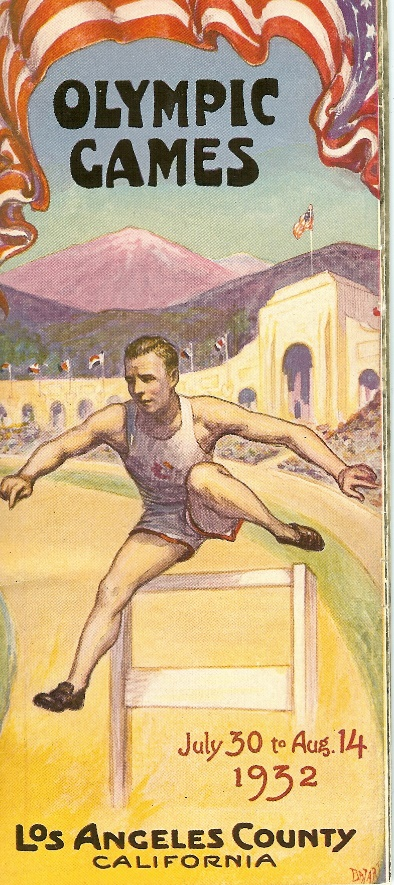 OLYMPIC
GAMES
July 30 to Aug. 14
1932
LOS ANGELES COUNTY
CALIFORNIA